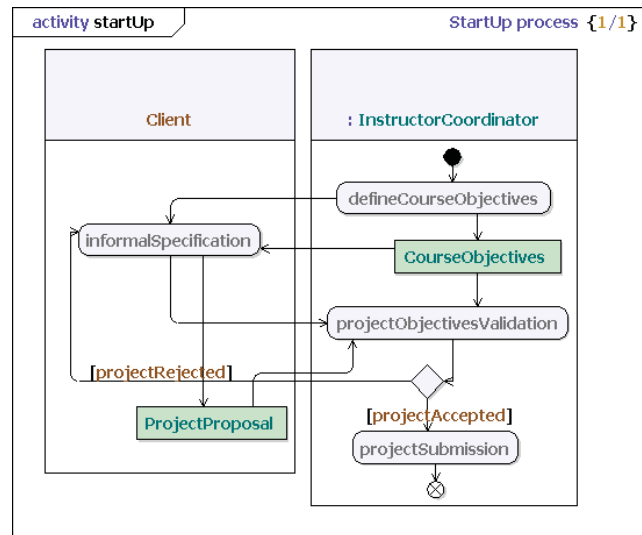 activity startUp
StartUp process {1/1}
Client
: InstructorCoordinator
defineCourseObjectives
informalSpecification
CourseObjectives
projectObjectivesValidation
[projectRejected]
ProjectProposal
[projectAccepted]
projectSubmission